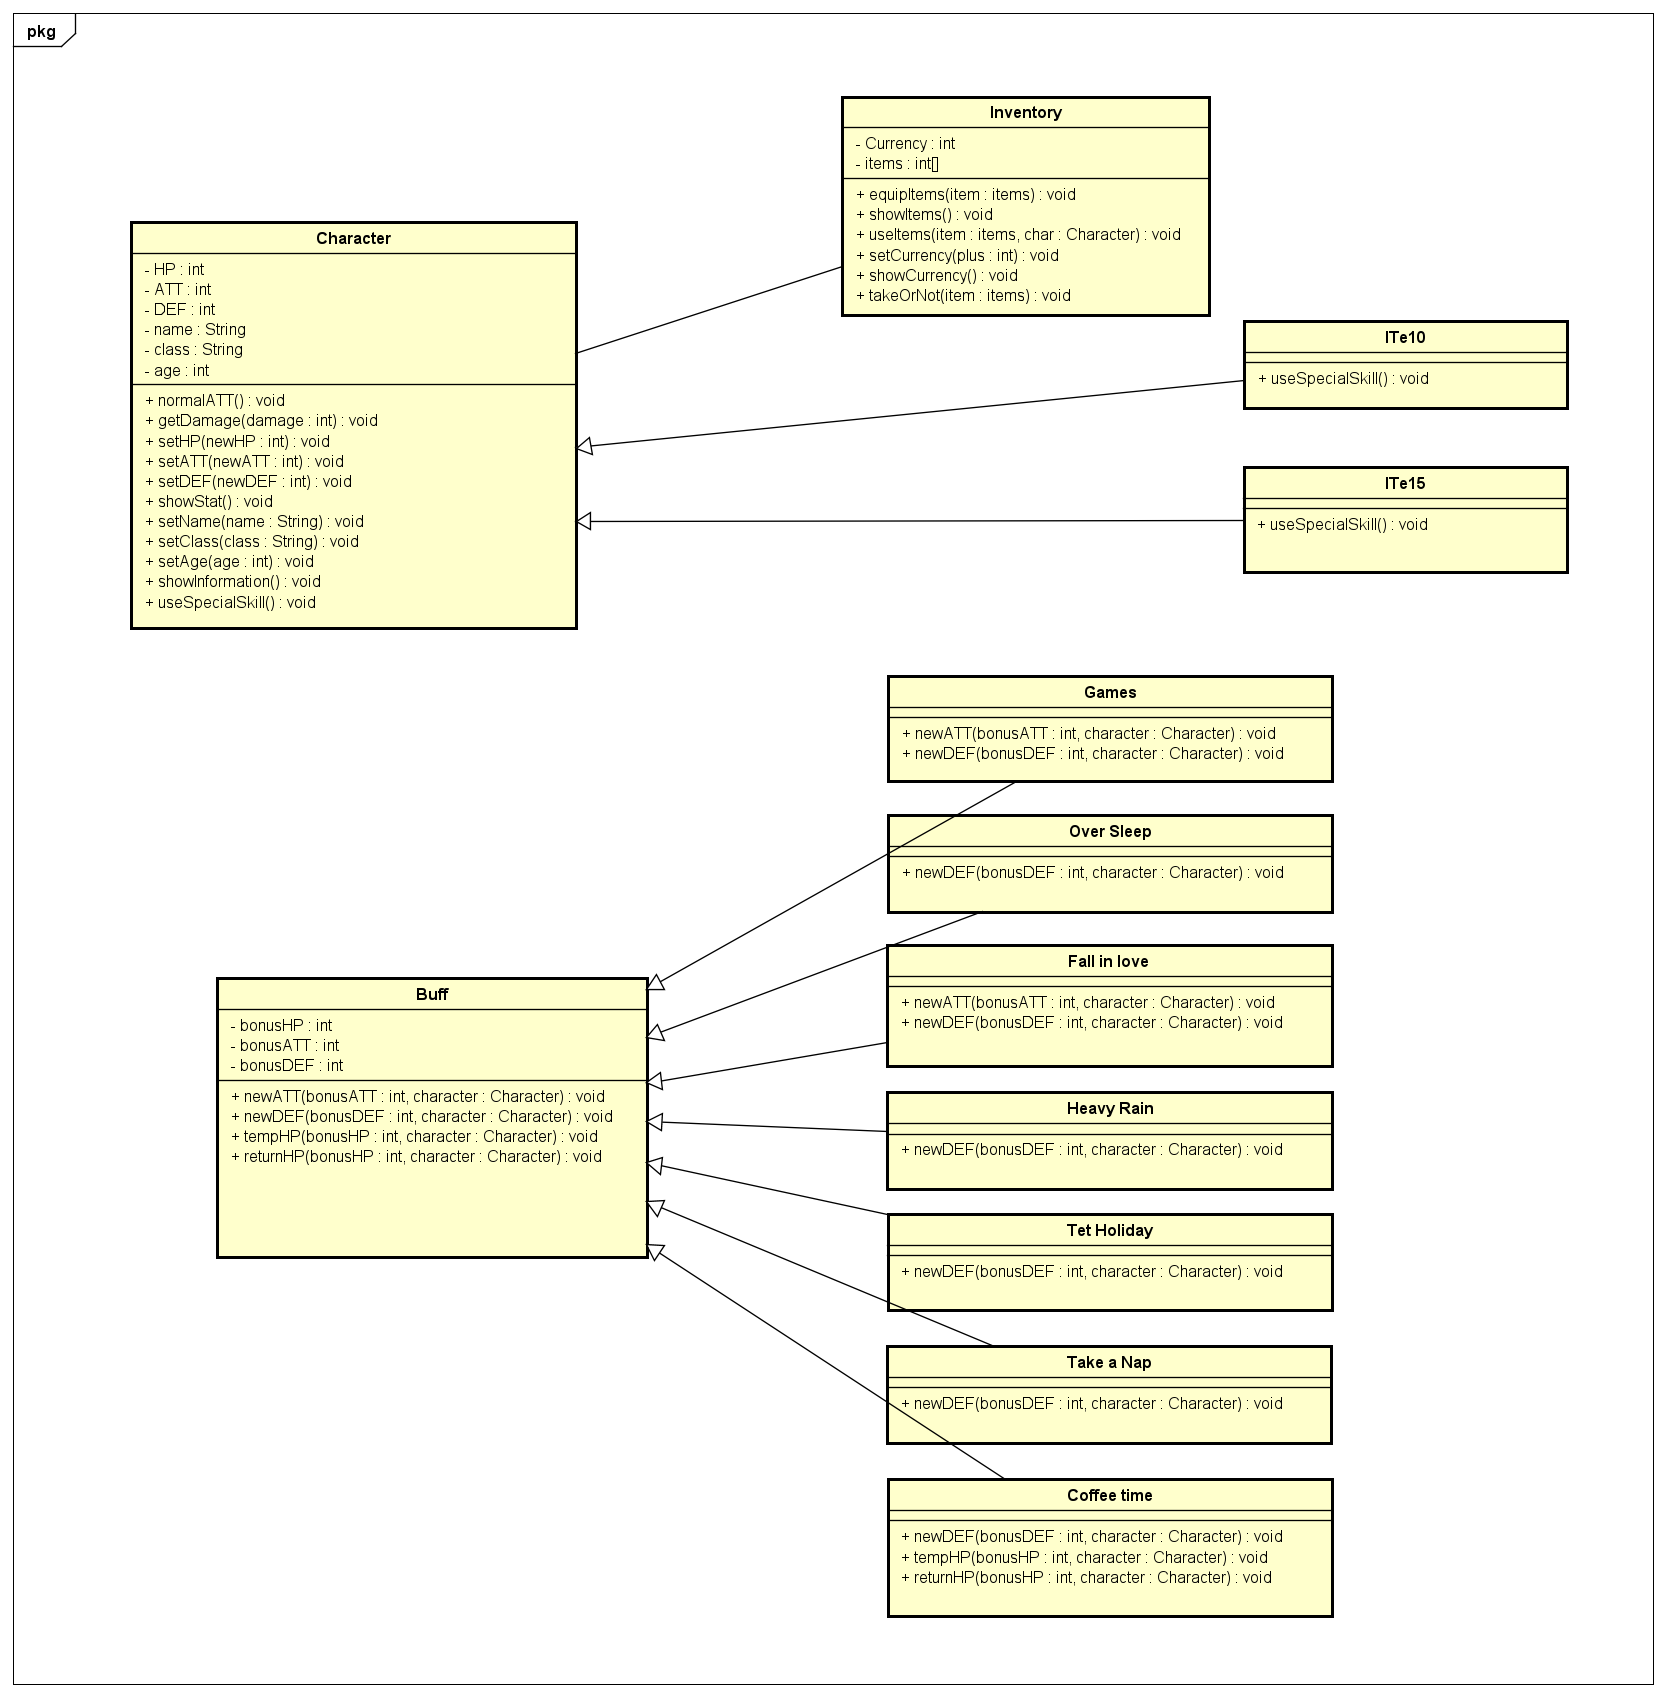 pkg
Inventory
- Currency : int
- items : int[]
+ equipItems(item : items) : void
+ showItems() : void
+ useItems(item : items, char : Character) : void
+ setCurrency(plus : int) : void
+ showCurrency() : void
+ takeOrNot(item : items) : void
Character
- HP : int
- ATT : int
- DEF : int
- name : String
- class : String
- age : int
+ normalATT() : void
+ getDamage(damage : int) : void
+ setHP(newHP : int) : void
+ setATT(newATT : int) : void
+ setDEF(newDEF : int) : void
+ showStat() : void
+ setName(name : String) : void
+ setClass(class : String) : void
+ setAge(age : int) : void
+ showInformation() : void
+ useSpecialSkill() : void
ITe10
+ useSpecialSkill() : void
ITe15
+ useSpecialSkill() : void
Games
+ newATT(bonusATT : int, character : Character) : void
+ newDEF(bonusDEF : int, character : Character) : void
Over Sleep
+ newDEF(bonusDEF : int, character : Character) : void
Fall in love
+ newATT(bonusATT : int, character : Character) : void
+ newDEF(bonusDEF : int, character : Character) : void
Buff
- bonusHP : int
- bonusATT : int
- bonusDEF : int
+ newATT(bonusATT : int, character : Character) : void
+ newDEF(bonusDEF : int, character : Character) : void
+ tempHP(bonusHP : int, character : Character) : void
+ returnHP(bonusHP : int, character : Character) : void
Heavy Rain
+ newDEF(bonusDEF : int, character : Character) : void
Tet Holiday
+ newDEF(bonusDEF : int, character : Character) : void
Take a Nap
+ newDEF(bonusDEF : int, character : Character) : void
Coffee time
+ newDEF(bonusDEF : int, character : Character) : void
+ tempHP(bonusHP : int, character : Character) : void
+ returnHP(bonusHP : int, character : Character) : void